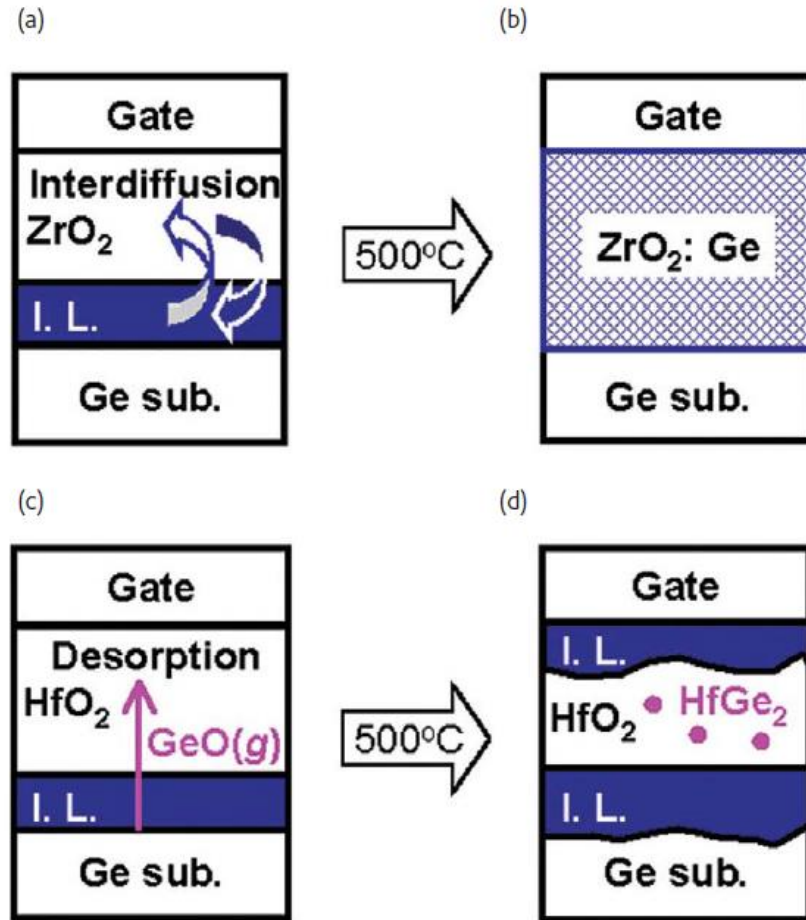 (a)
Gate
Interdiffusion
ZrO₂
I. L.
Ge sub.
500°C
(b)
Gate
ZrO₂: Ge
Ge sub.
(c)
Gate
Desorption
HfO₂
GeO(g)
I. L.
Ge sub.
500°C
(d)
Gate
I. L.
HfO₂
HfGe₂
I. L.
Ge sub.